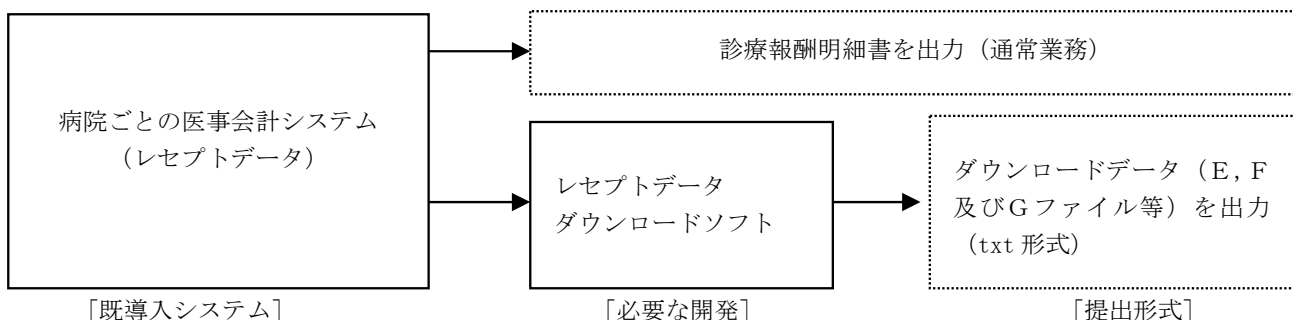 診療報酬明細書を出力（通常業務）
病院ごとの医事会計システム
（レセプトデータ）
レセプトデータ
ダウンロードソフト
ダウンロードデータ（Ｅ，Ｆ
及びＧファイル等）を出力
（txt 形式）
［既導入システム］
［必要な開発］
［提出形式］